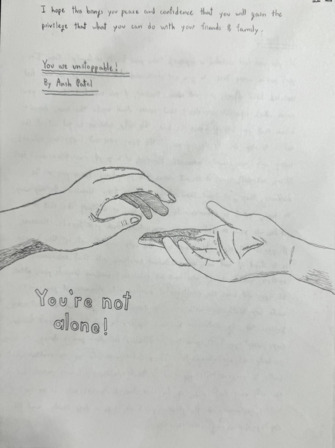 I hope this brings you peace and confidence that you will gain the
privilege that what you can do with your friends & family.
You are unstoppable!
By Ansh Patel
You're not
alone!